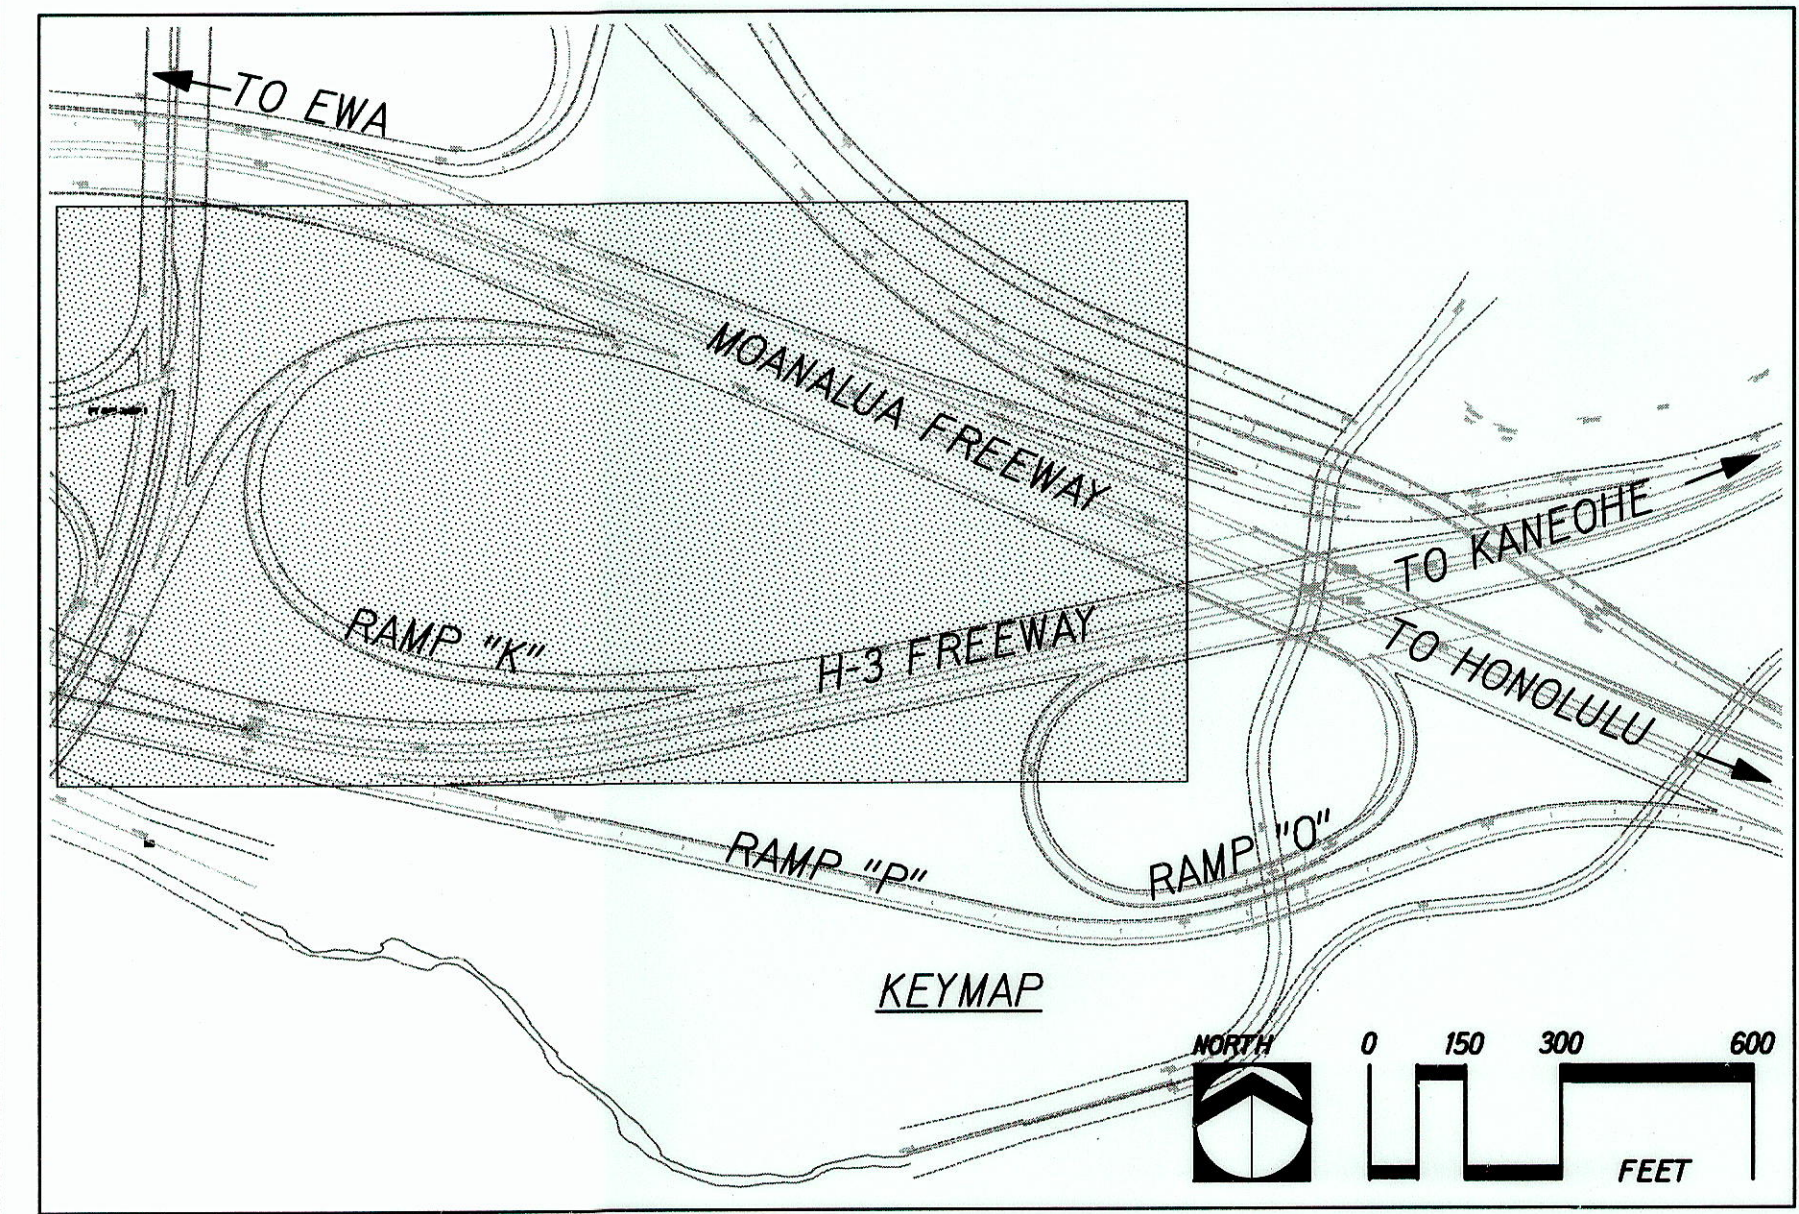 TO EWA
MOANALUA FREEWAY
TO KANEOHE
RAMP "K"
H-3 FREEWAY
TO HONOLULU
RAMP "P"
RAMP "O"
KEYMAP
NORTH
0 150 300 600
FEET